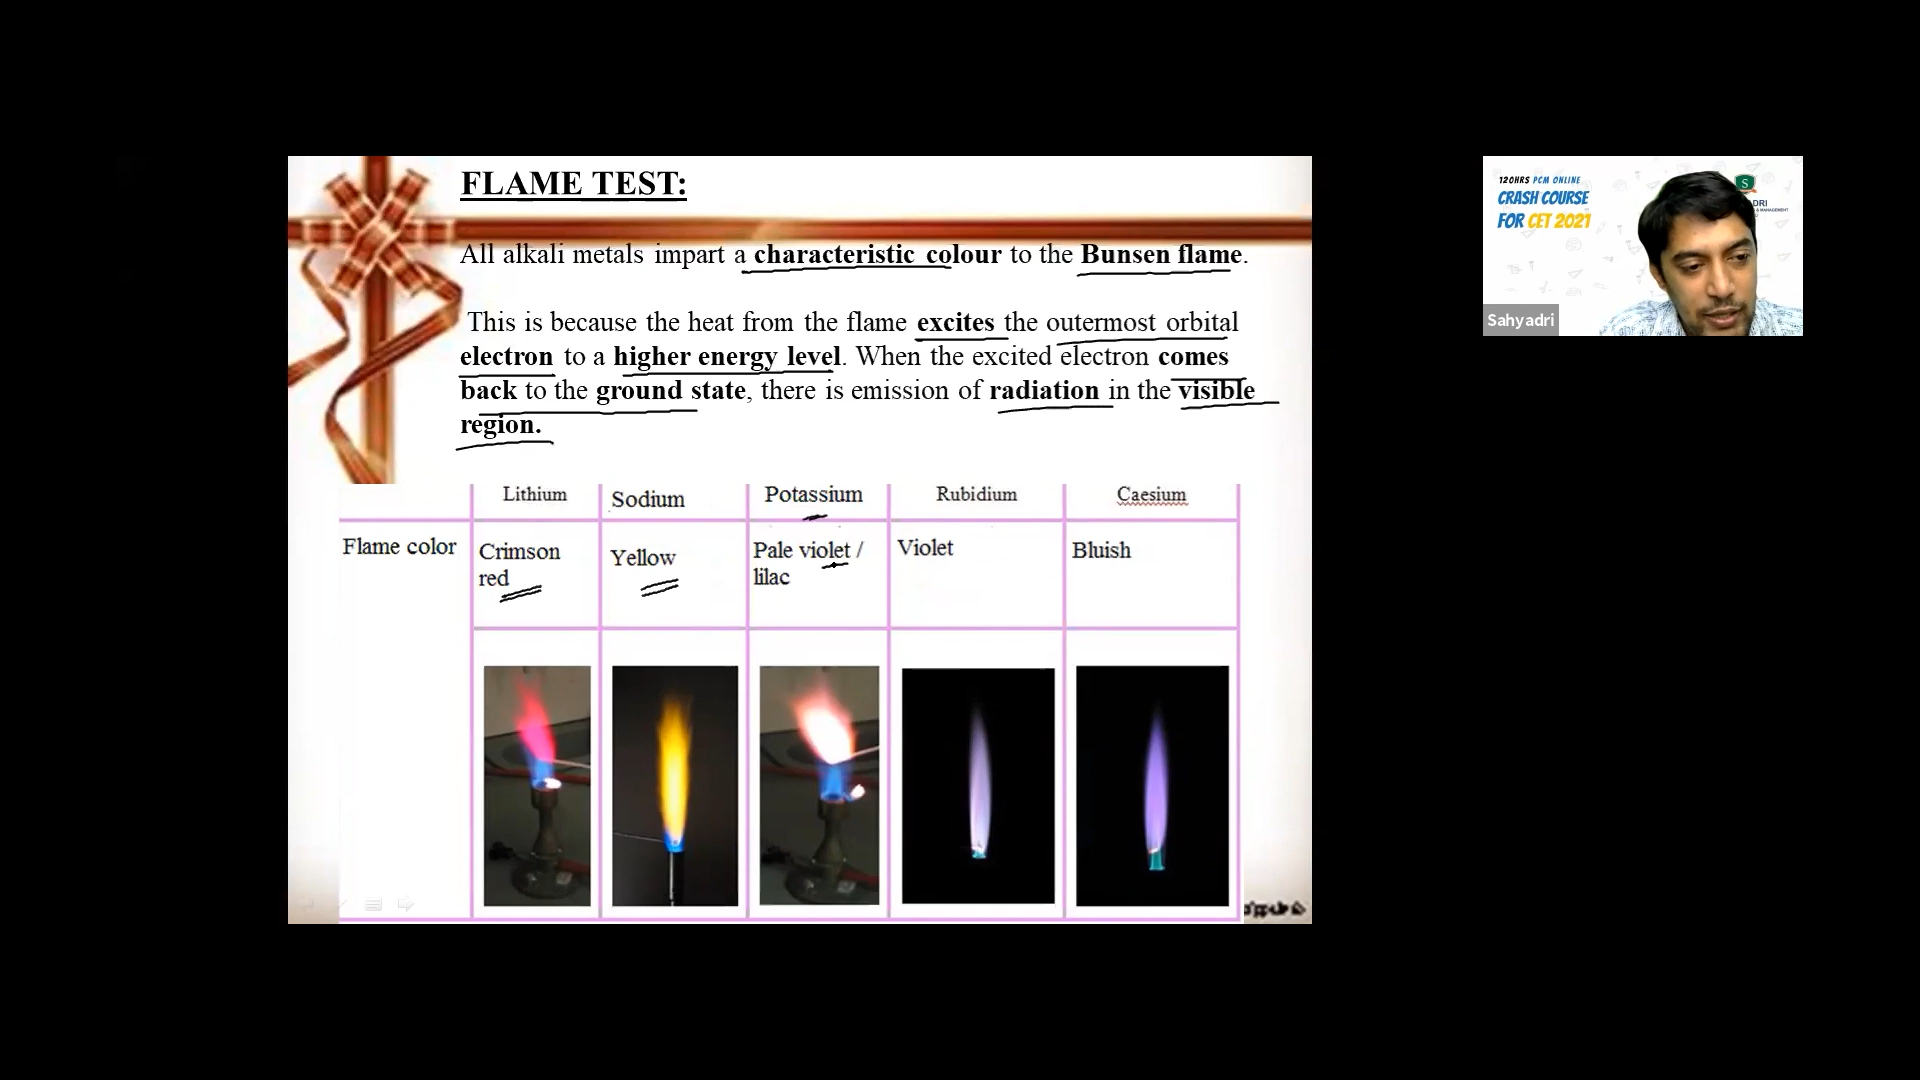 FLAME TEST:
All alkali metals impart a characteristic colour to the Bunsen flame.
This is because the heat from the flame excites the outermost orbital
electron to a higher energy level. When the excited electron comes
back to the ground state, there is emission of radiation in the visible
region.
Lithium Sodium Potassium Rubidium Caesium
Flame color Crimson red Yellow Pale violet / lilac Violet Bluish
120HRS PCM ONLINE
CRASH COURSE
FOR CET 2021
S
DRI
& MANAGEMENT
Sahyadri